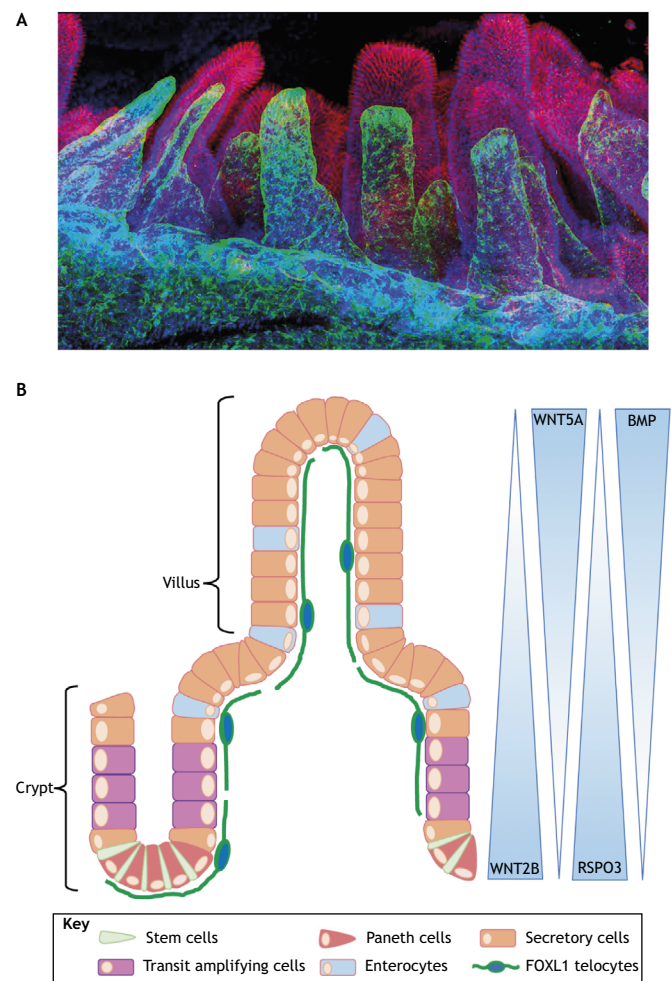 A
B
WNT5A
BMP
Villus
Crypt
WNT2B
RSPO3
Key
Stem cells
Paneth cells
Secretory cells
Transit amplifying cells
Enterocytes
FOXL1 telocytes